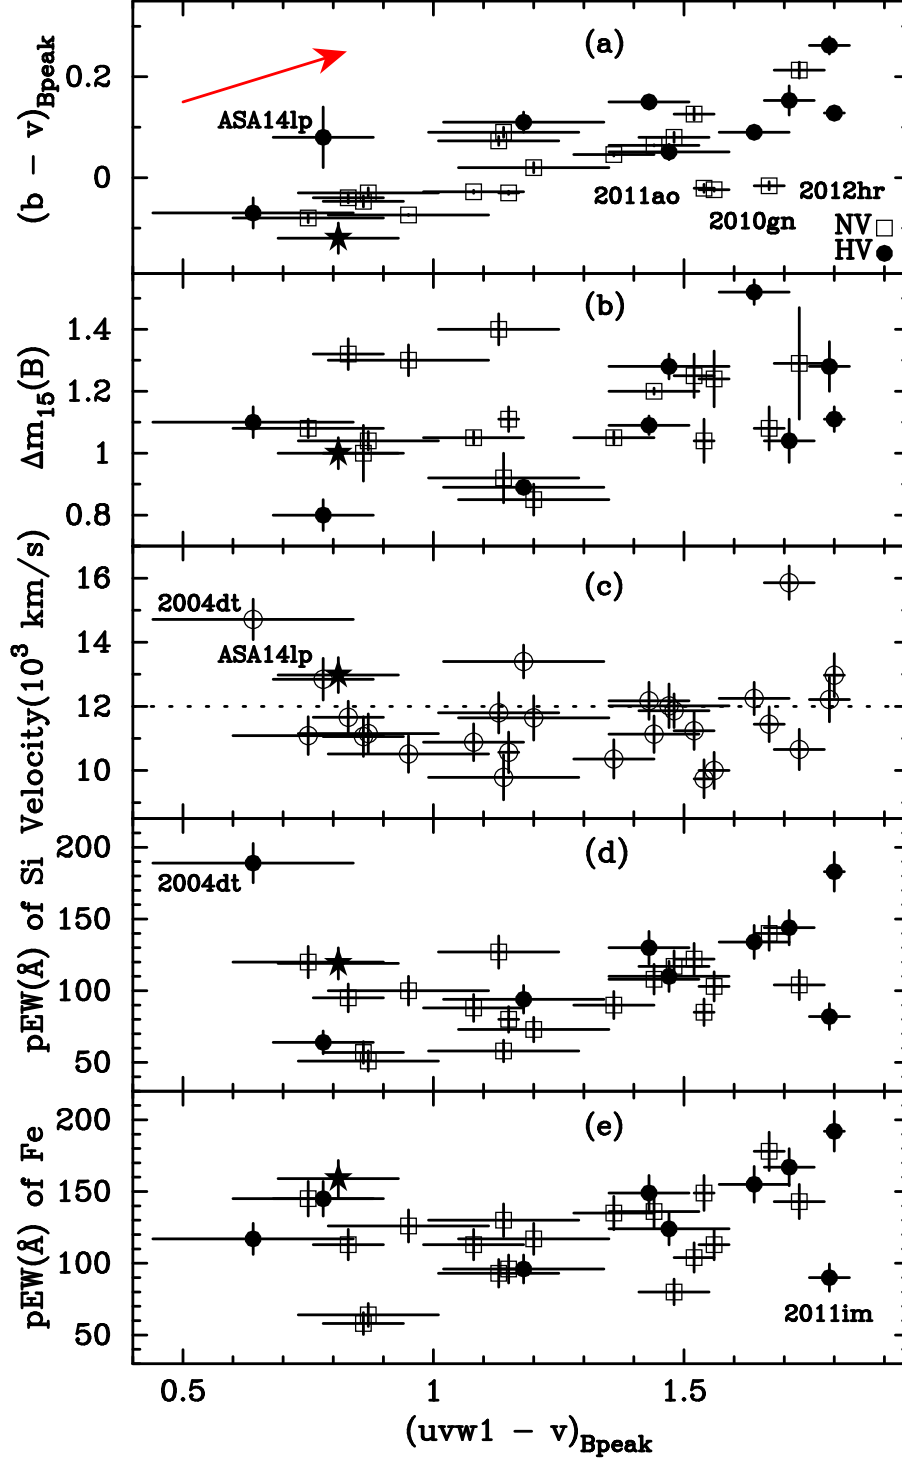 (a)
(b − v)Bpeak
0.2
0
ASA14lp
2011ao
2010gn
2012hr
NV
HV
(b)
Δm15(B)
1.4
1.2
1
0.8
(c)
Si Velocity(10³ km/s)
16
14
12
10
2004dt
ASA14lp
(d)
pEW(Å) of Si
200
150
100
50
2004dt
(e)
pEW(Å) of Fe
200
150
100
50
2011im
0.5
1
1.5
(uvw1 − v)Bpeak